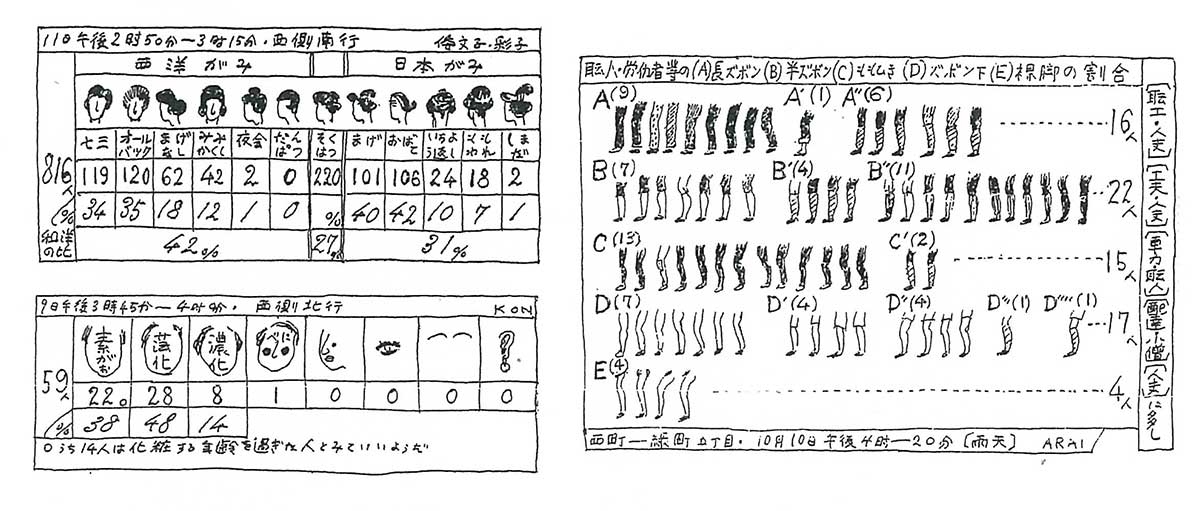 11日午後2時50分〜3時15分・西側南行
西洋がみ 日本がみ
七三 オールバック まげなし みみかくし 夜会 だんぱつ そくはつ まげ おばこ いちょう返し ももわれ しまだ
816人 119 120 62 42 2 0 220 101 106 24 18 2
% 34 35 18 12 1 0 % 40 42 10 7 1
和洋の比 42% 27% 31%
9日午後3時45分〜4時9分・西側北行 KON
素がお 薄化 濃化 べに ?
59人 22。 28 8 1 0 0 0 0
% 38 48 14
○うち14人は化粧する年齢を過ぎた人とみていいようだ
職人・労働者等の(A)長ズボン(B)半ズボン(C)ももひき(D)ズボン下(E)裸脚の割合
A(9) A'(1) A''(6) 16人
B(7) B'(4) B''(11) 22人
C(13) C'(2) 15人
D(7) D'(4) D''(4) D'''(1) D''''(1) 17人
E(4) 4人
[職工・人夫][工夫・人夫][車力職人][配達小僧][人夫]に多し
西町—緑町五丁目・10月10日午後4時—20分[雨天] ARAI